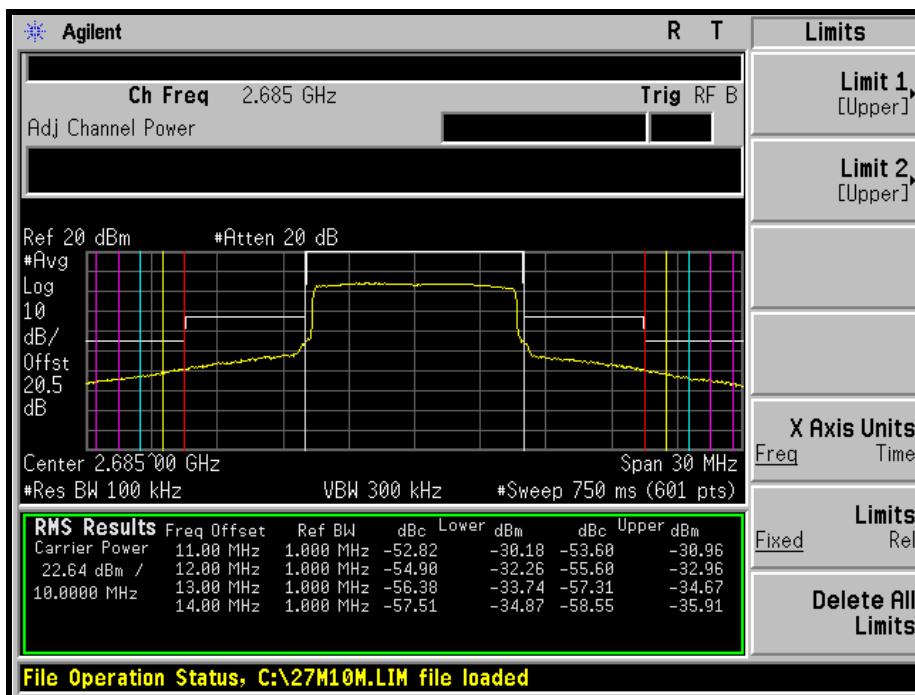 Agilent R T
Ch Freq 2.685 GHz Trig RF B
Adj Channel Power
Ref 20 dBm #Atten 20 dB
#Avg
Log
10
dB/
Offst
20.5
dB
Center 2.685 00 GHz Span 30 MHz
#Res BW 100 kHz VBW 300 kHz #Sweep 750 ms (601 pts)
RMS Results Freq Offset Ref BW dBc Lower dBm dBc Upper dBm
Carrier Power 11.00 MHz 1.000 MHz -52.82 -30.18 -53.60 -30.96
22.64 dBm / 12.00 MHz 1.000 MHz -54.90 -32.26 -55.60 -32.96
10.0000 MHz 13.00 MHz 1.000 MHz -56.38 -33.74 -57.31 -34.67
14.00 MHz 1.000 MHz -57.51 -34.87 -58.55 -35.91
File Operation Status, C:\27M10M.LIM file loaded
Limits
Limit 1
[Upper]
Limit 2
[Upper]
X Axis Units
Freq Time
Limits
Fixed Rel
Delete All
Limits